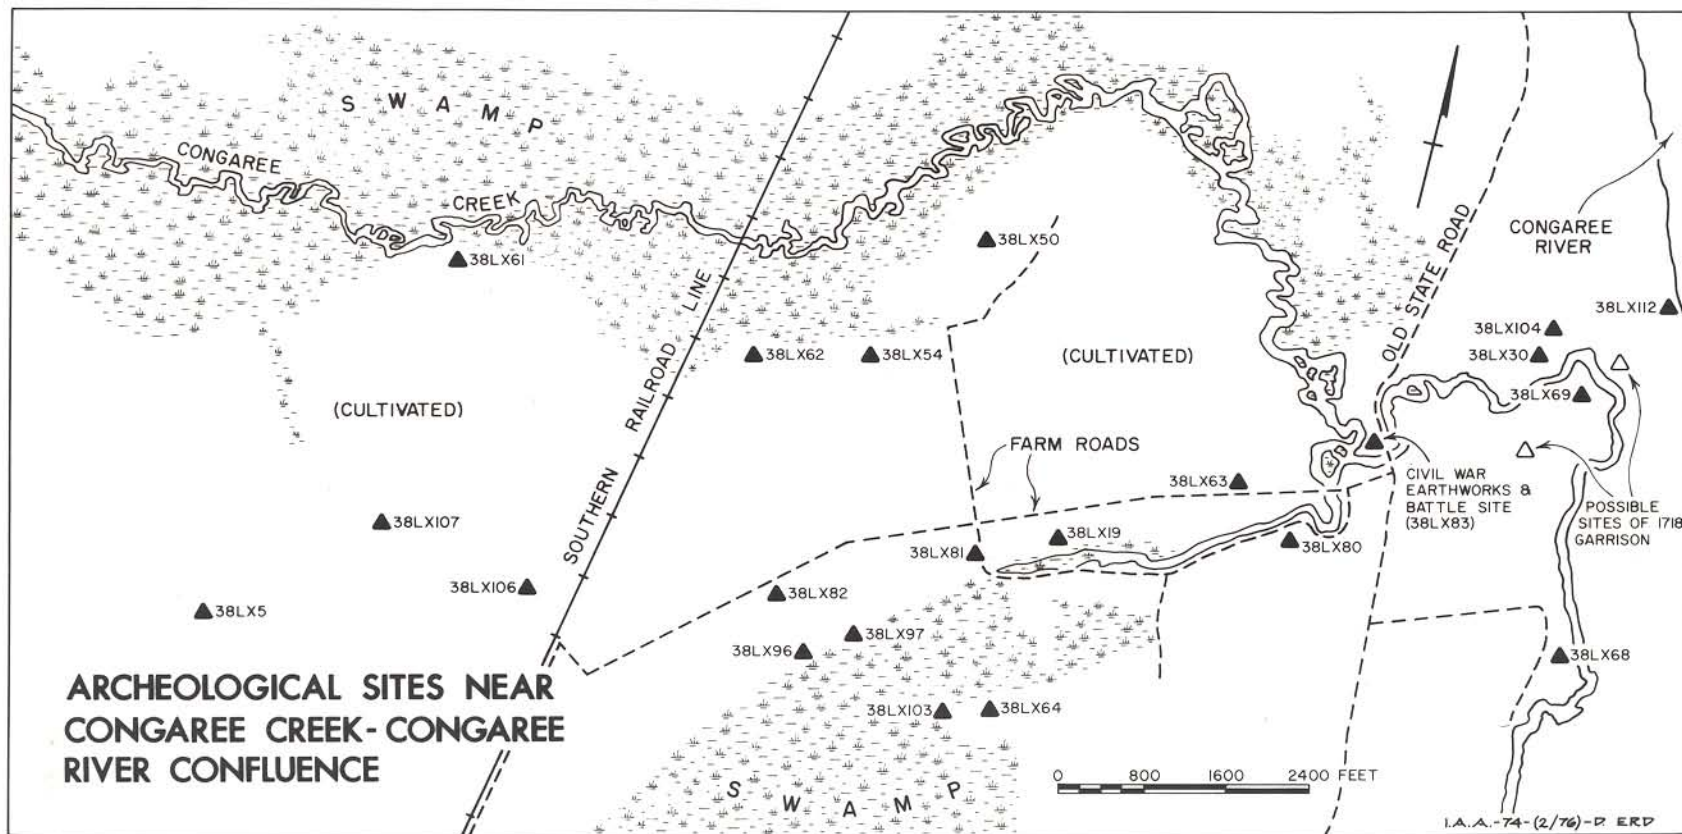 SWAMP
CONGAREE
CREEK
38LX61
SOUTHERN RAILROAD LINE
38LX50
OLD STATE ROAD
CONGAREE
RIVER
38LX112
38LX104
38LX30
38LX69
38LX62
38LX54
(CULTIVATED)
(CULTIVATED)
FARM ROADS
38LX63
CIVIL WAR
EARTHWORKS &
BATTLE SITE
(38LX83)
POSSIBLE
SITES OF 1718
GARRISON
38LX107
38LX19
38LX81
38LX80
38LX106
38LX82
38LX5
38LX97
38LX96
38LX68
38LX103
38LX64
ARCHEOLOGICAL SITES NEAR
CONGAREE CREEK-CONGAREE
RIVER CONFLUENCE
SWAMP
0 800 1600 2400 FEET
I.A.A.-74-(2/76)-D. ERD